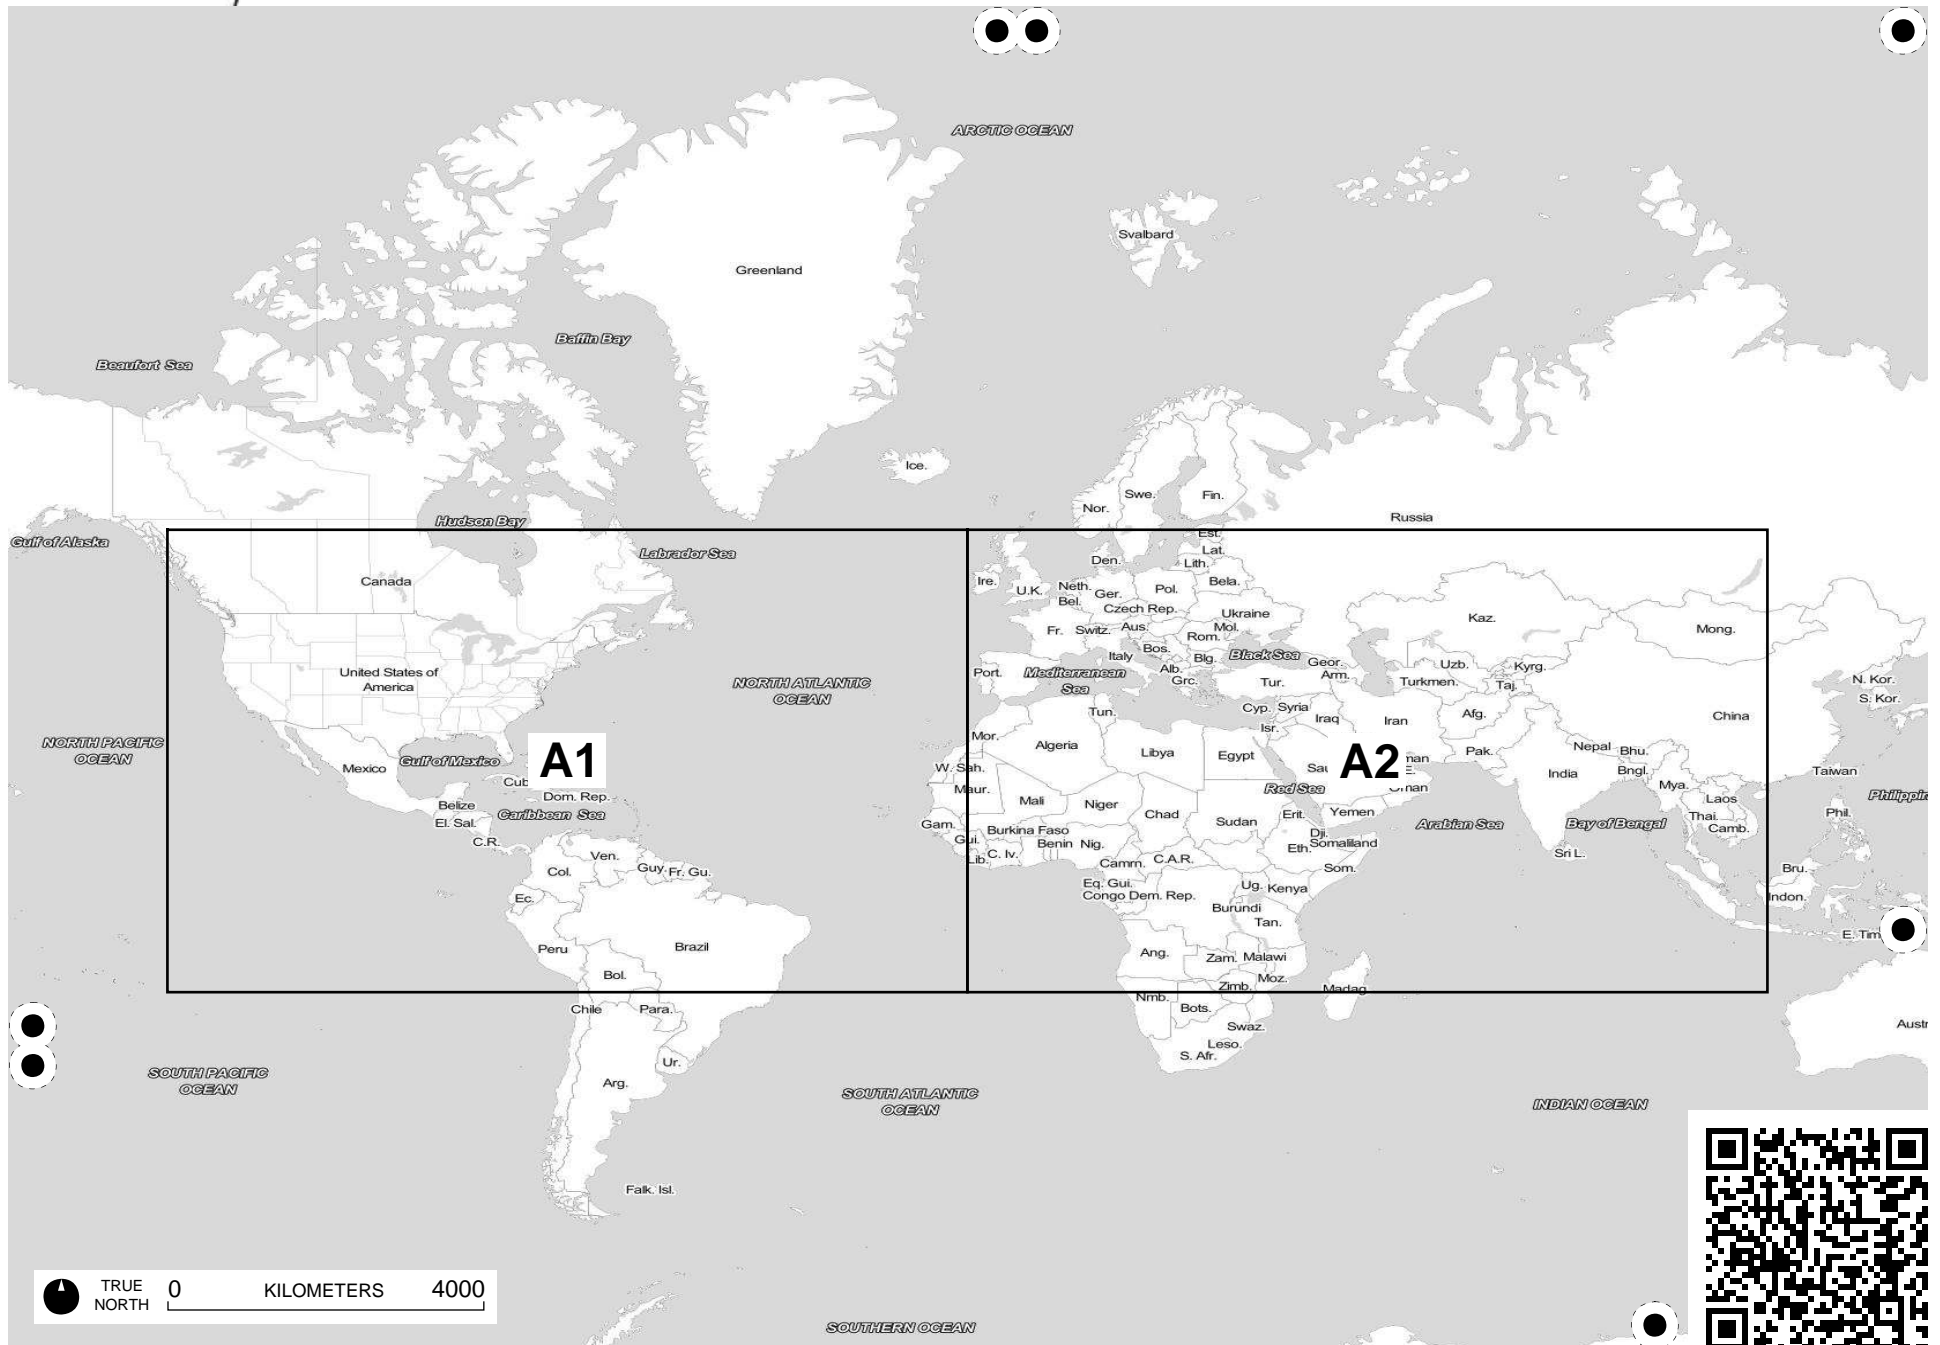 ARCTIC OCEAN
Svalbard
Greenland
Baffin Bay
Beaufort Sea
Ice.
Swe.
Fin.
Nor.
Russia
Hudson Bay
Gulf of Alaska
Labrador Sea
Est.
Lat.
Den.
Lith.
Canada
Ire.
U.K.
Neth.
Ger.
Pol.
Bela.
Bel.
Czech Rep.
Ukraine
Kaz.
Mong.
Fr.
Switz.
Aus.
Mol.
Rom.
Bos.
Italy
Blg.
Black Sea
Geor.
Uzb.
Kyrg.
United States of
America
Port.
Mediterranean
Sea
Alb.
Grc.
Tur.
Arm.
Turkmen.
Taj.
N. Kor.
S. Kor.
NORTH ATLANTIC
OCEAN
Tun.
Cyp.
Syria
Iraq
Iran
Afg.
China
Isr.
Mor.
Algeria
Libya
Egypt
NORTH PACIFIC
OCEAN
Mexico
Gulf of Mexico
A1
A2
Pak.
Nepal
Bhu.
W. Sah.
India
Bngl.
Taiwan
Maur.
Mya.
Red Sea
Dom. Rep.
Belize
Caribbean Sea
El. Sal.
Mali
Niger
Chad
Sudan
Erit.
Yemen
Laos
Phil.
Gam.
Burkina Faso
Arabian Sea
Bay of Bengal
Thai.
Camb.
C.R.
Gui.
Benin
Nig.
Dji.
Eth.
Somaliland
Lib.
C. Iv.
Sri L.
Ven.
Camrn.
C.A.R.
Som.
Bru.
Col.
Guy.
Fr. Gu.
Eq. Gui.
Ug.
Kenya
Ec.
Congo
Dem. Rep.
Indon.
Burundi
Tan.
Peru
Brazil
Ang.
Zam.
Malawi
Bol.
Moz.
Zimb.
Madag.
Nmb.
Chile
Para.
Bots.
Swaz.
Leso.
S. Afr.
Ur.
SOUTH PACIFIC
OCEAN
Arg.
SOUTH ATLANTIC
OCEAN
INDIAN OCEAN
Falk. Isl.
TRUE
NORTH
0 KILOMETERS 4000
SOUTHERN OCEAN